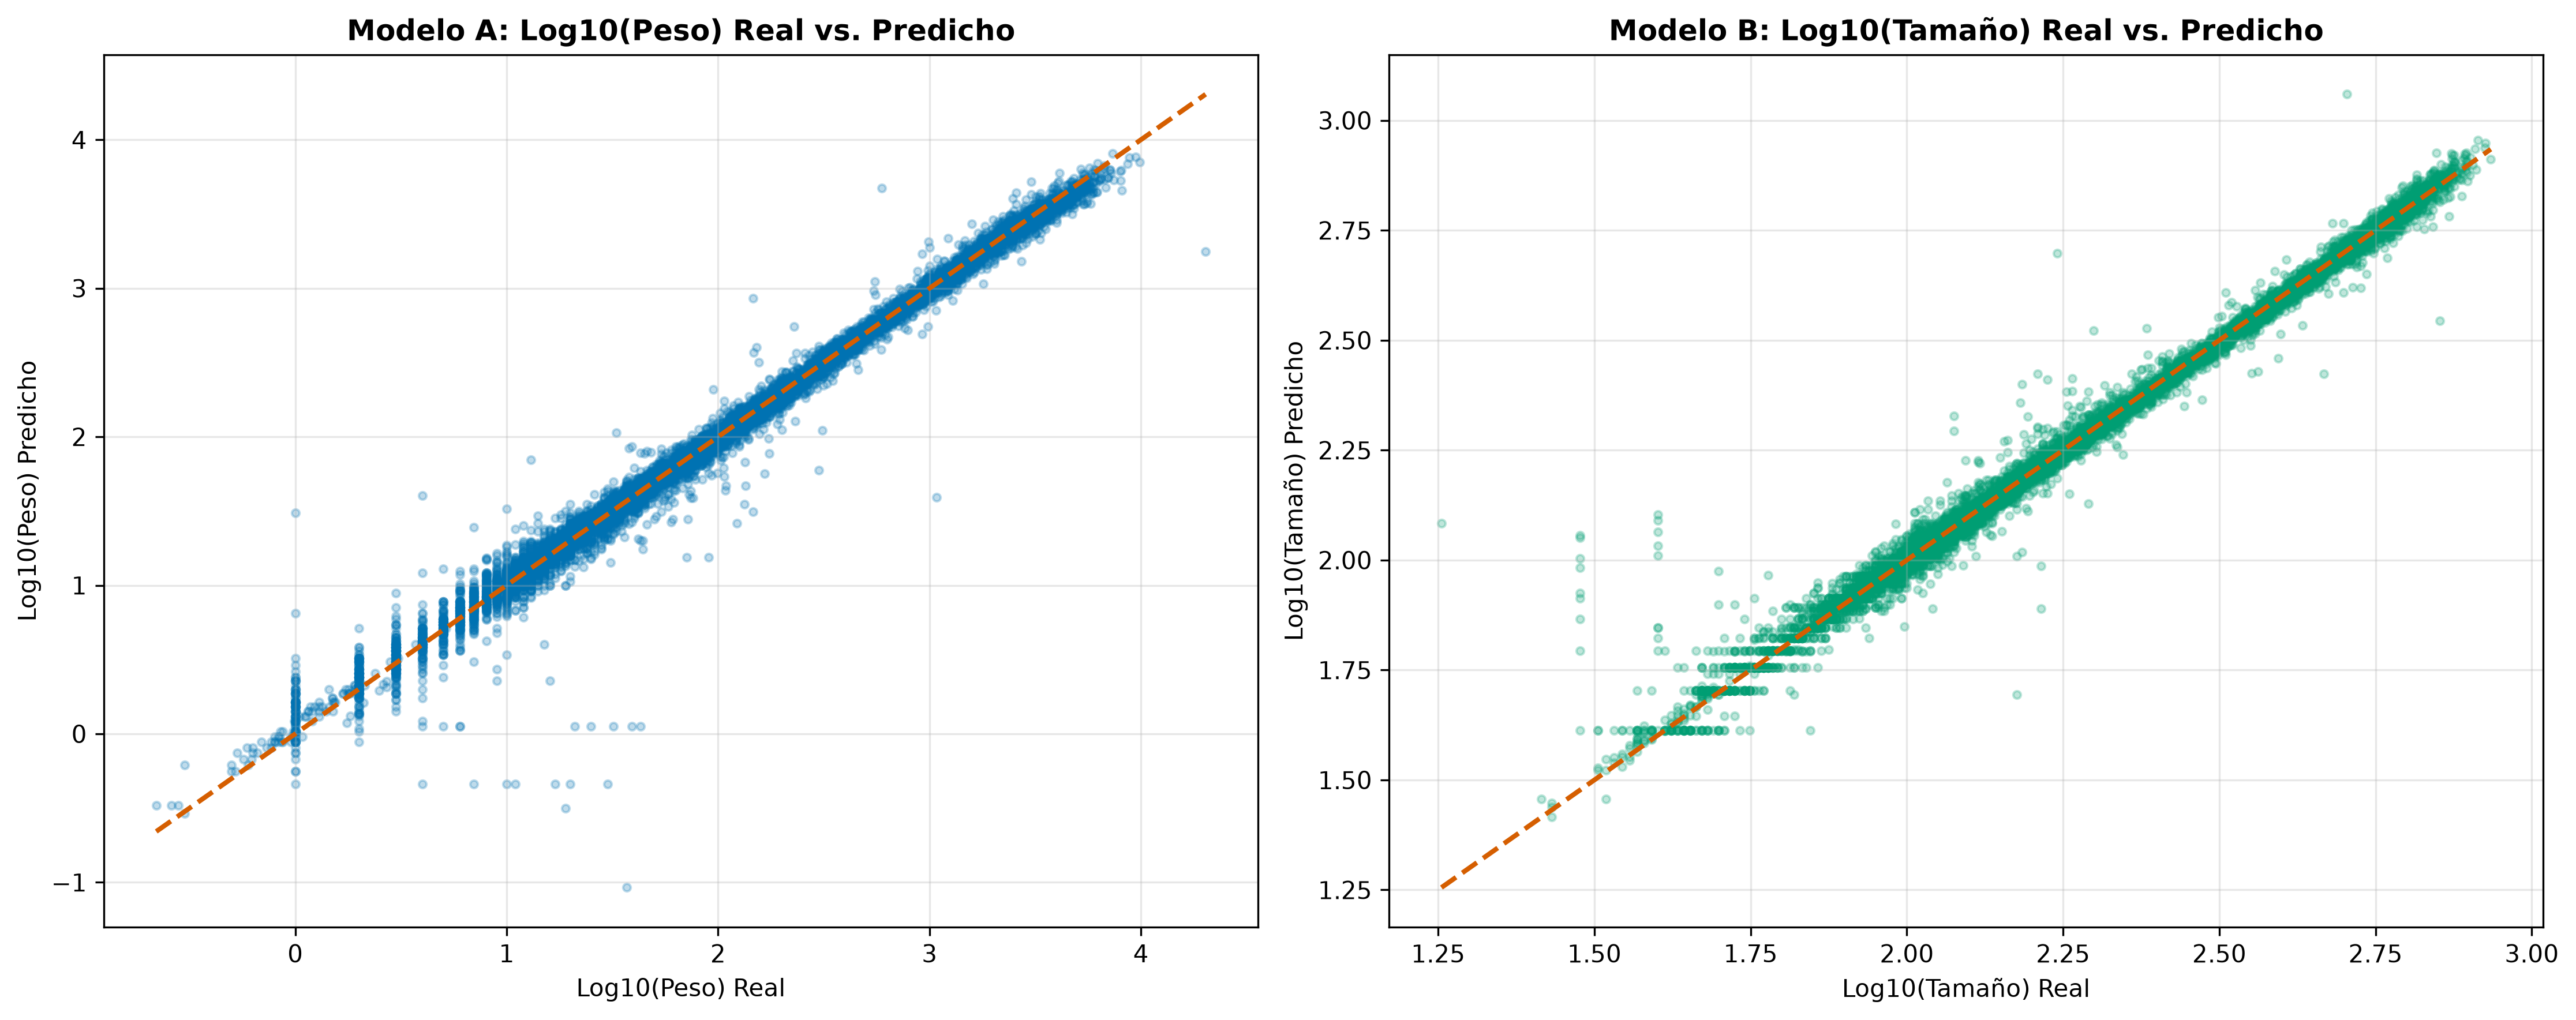 Modelo A: Log10(Peso) Real vs. Predicho
4
3
2
1
0
−1
Log10(Peso) Predicho
0 1 2 3 4
Log10(Peso) Real
Modelo B: Log10(Tamaño) Real vs. Predicho
3.00
2.75
2.50
2.25
2.00
1.75
1.50
1.25
Log10(Tamaño) Predicho
1.25 1.50 1.75 2.00 2.25 2.50 2.75 3.00
Log10(Tamaño) Real